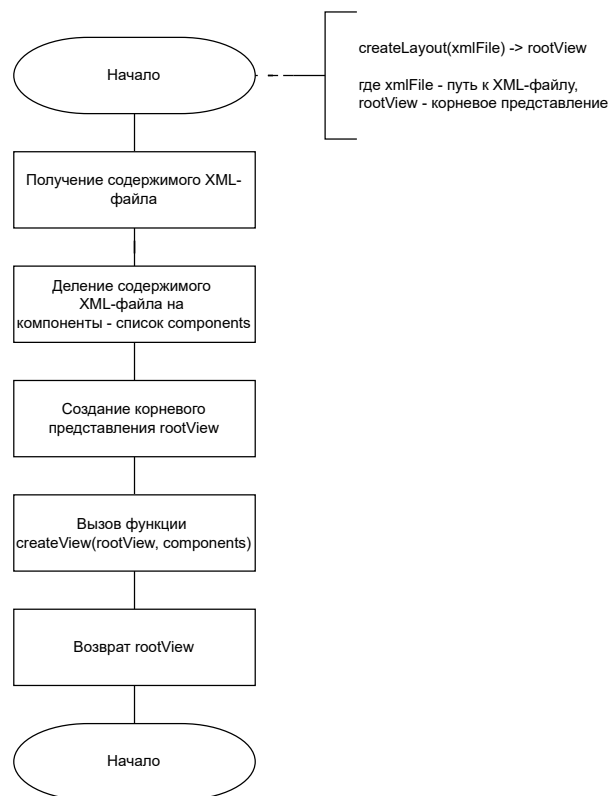 Начало
createLayout(xmlFile) -> rootView
где xmlFile - путь к XML-файлу,
rootView - корневое представление
Получение содержимого XML-
файла
Деление содержимого
XML-файла на
компоненты - список components
Создание корневого
представления rootView
Вызов функции
createView(rootView, components)
Возврат rootView
Начало